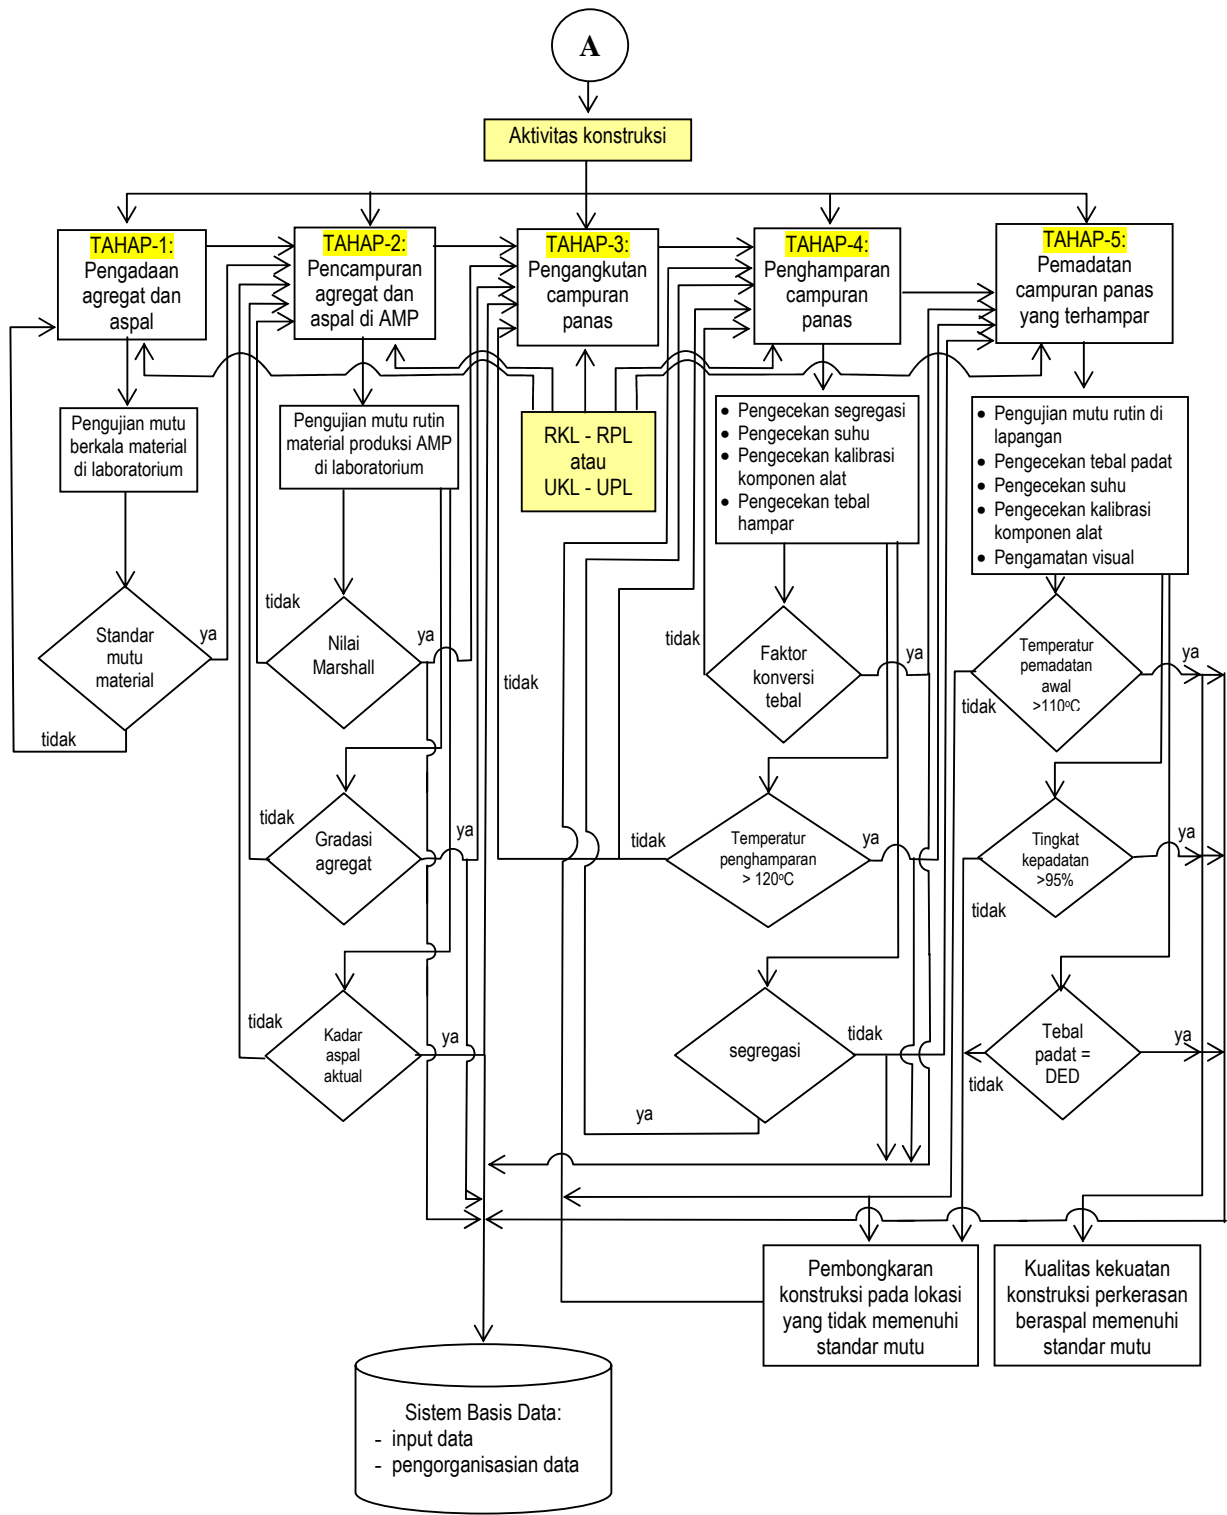 A
Aktivitas konstruksi
TAHAP-1:
Pengadaan
agregat dan
aspal
TAHAP-2:
Pencampuran
agregat dan
aspal di AMP
TAHAP-3:
Pengangkutan
campuran
panas
TAHAP-4:
Penghamparan
campuran
panas
TAHAP-5:
Pemadatan
campuran panas
yang terhampar
Pengujian mutu
berkala material
di laboratorium
Pengujian mutu rutin
material produksi AMP
di laboratorium
RKL - RPL
atau
UKL - UPL
• Pengecekan segregasi
• Pengecekan suhu
• Pengecekan kalibrasi
komponen alat
• Pengecekan tebal
hampar
• Pengujian mutu rutin di
lapangan
• Pengecekan tebal padat
• Pengecekan suhu
• Pengecekan kalibrasi
komponen alat
• Pengamatan visual
Standar
mutu
material
ya
tidak
tidak
Nilai
Marshall
ya
tidak
tidak
Faktor
konversi
tebal
ya
Temperatur
pemadatan
awal
>110ºC
ya
tidak
tidak
Gradasi
agregat
ya
tidak
Temperatur
penghamparan
> 120ºC
ya
Tingkat
kepadatan
>95%
ya
tidak
tidak
Kadar
aspal
aktual
ya
segregasi
tidak
ya
Tebal
padat =
DED
ya
tidak
Pembongkaran
konstruksi pada lokasi
yang tidak memenuhi
standar mutu
Kualitas kekuatan
konstruksi perkerasan
beraspal memenuhi
standar mutu
Sistem Basis Data:
- input data
- pengorganisasian data